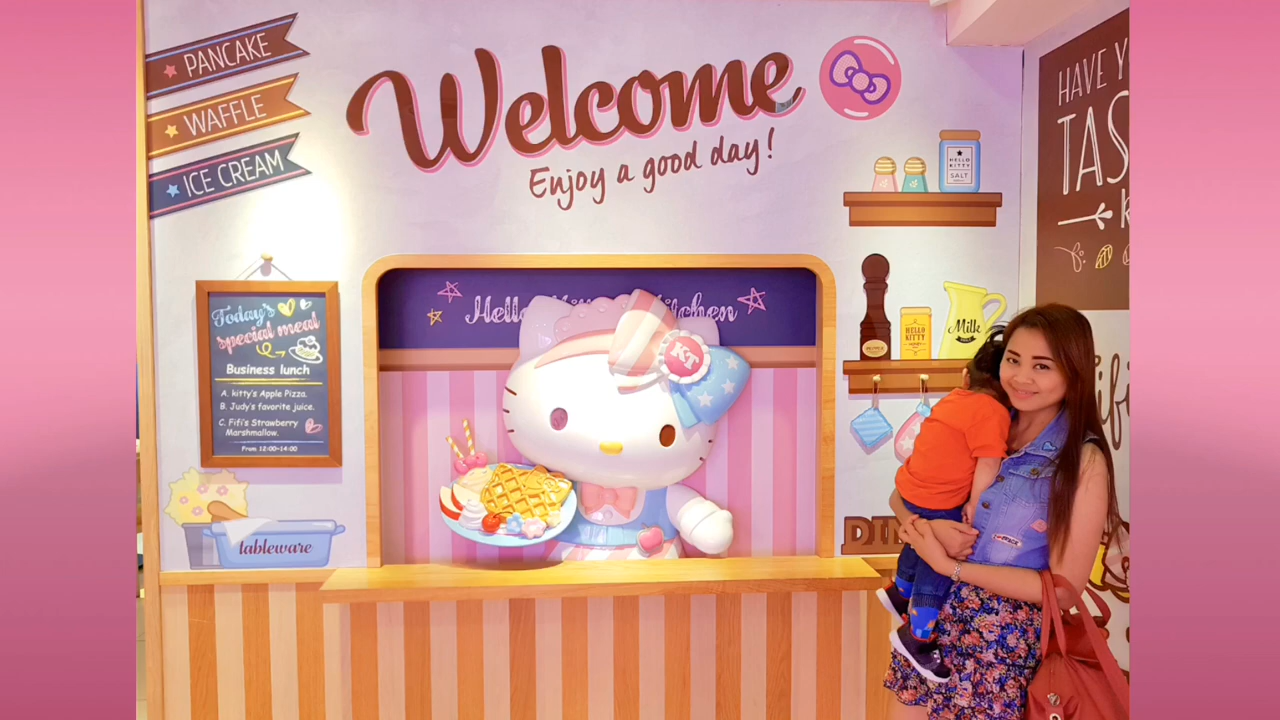 PANCAKE
WAFFLE
ICE CREAM
Welcome
Enjoy a good day!
HELLO
KITTY
SALT
HAVE Y
TAS
Today's
special meal
Business lunch
A. kitty's Apple Pizza.
B. Judy's favorite juice.
C. Fifi's Strawberry
Marshmallow.
From 12:00~14:00
Hello
KT
HELLO
KITTY
Milk
tableware